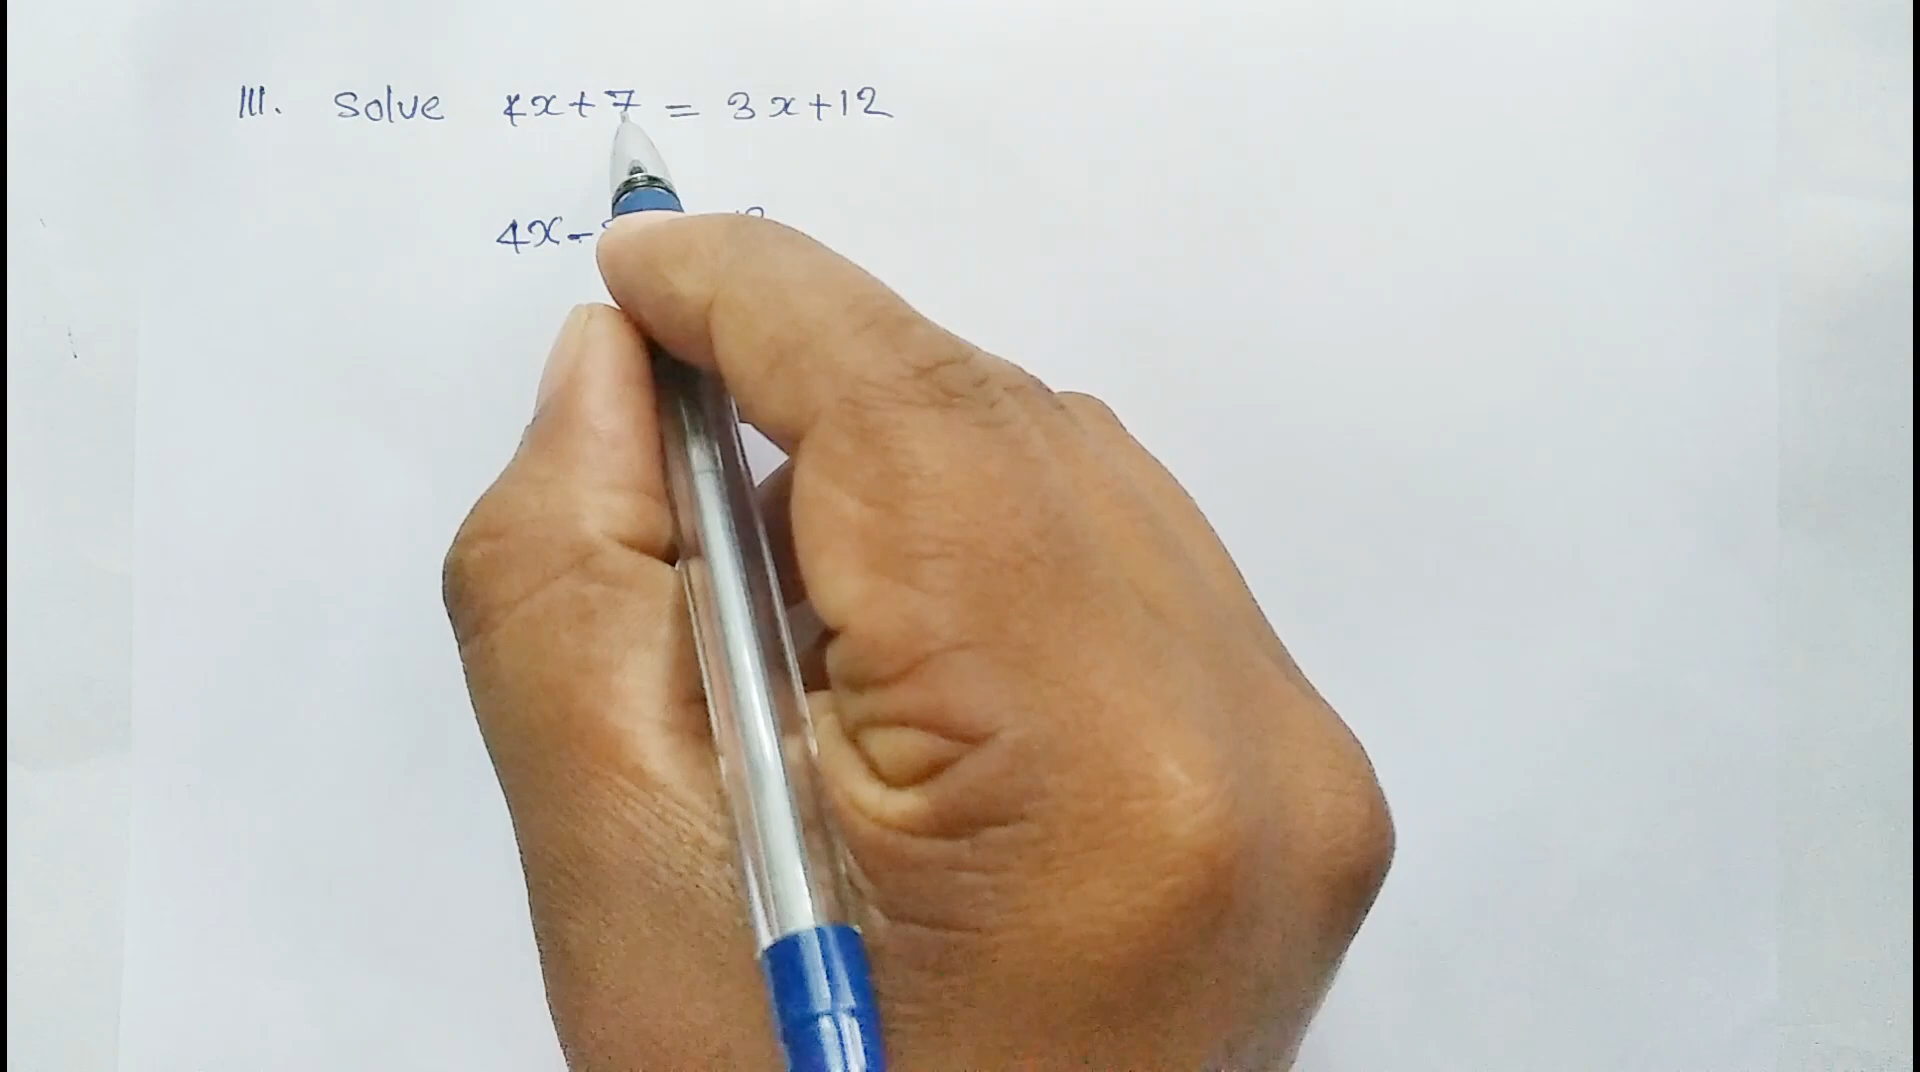 III. Solve 4x+7 = 3x+12
4x-